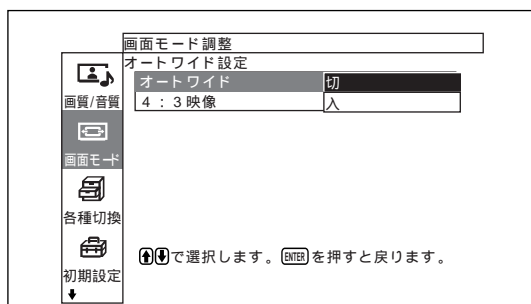 画面モード調整
オートワイド設定
オートワイド 切
4：3映像 入
画質/音質
画面モード
各種切換
初期設定
で選択します。ENTERを押すと戻ります。